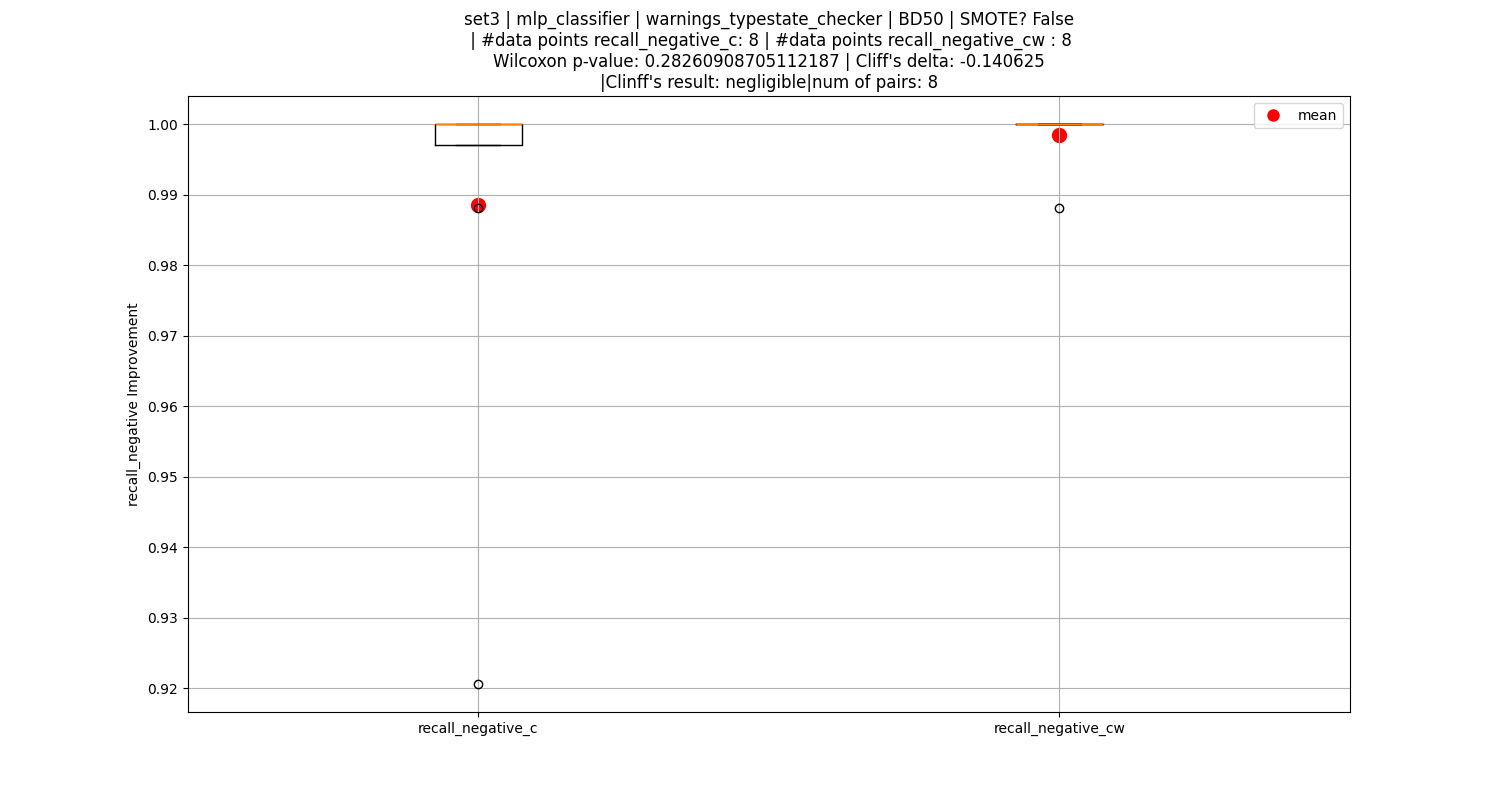 set3 | mlp_classifier | warnings_typestate_checker | BD50 | SMOTE? False
| #data points recall_negative_c: 8 | #data points recall_negative_cw : 8
Wilcoxon p-value: 0.28260908705112187 | Cliff's delta: -0.140625
|Clinff's result: negligible|num of pairs: 8
mean
1.00
0.99
0.98
0.97
0.96
0.95
0.94
0.93
0.92
recall_negative Improvement
recall_negative_c
recall_negative_cw